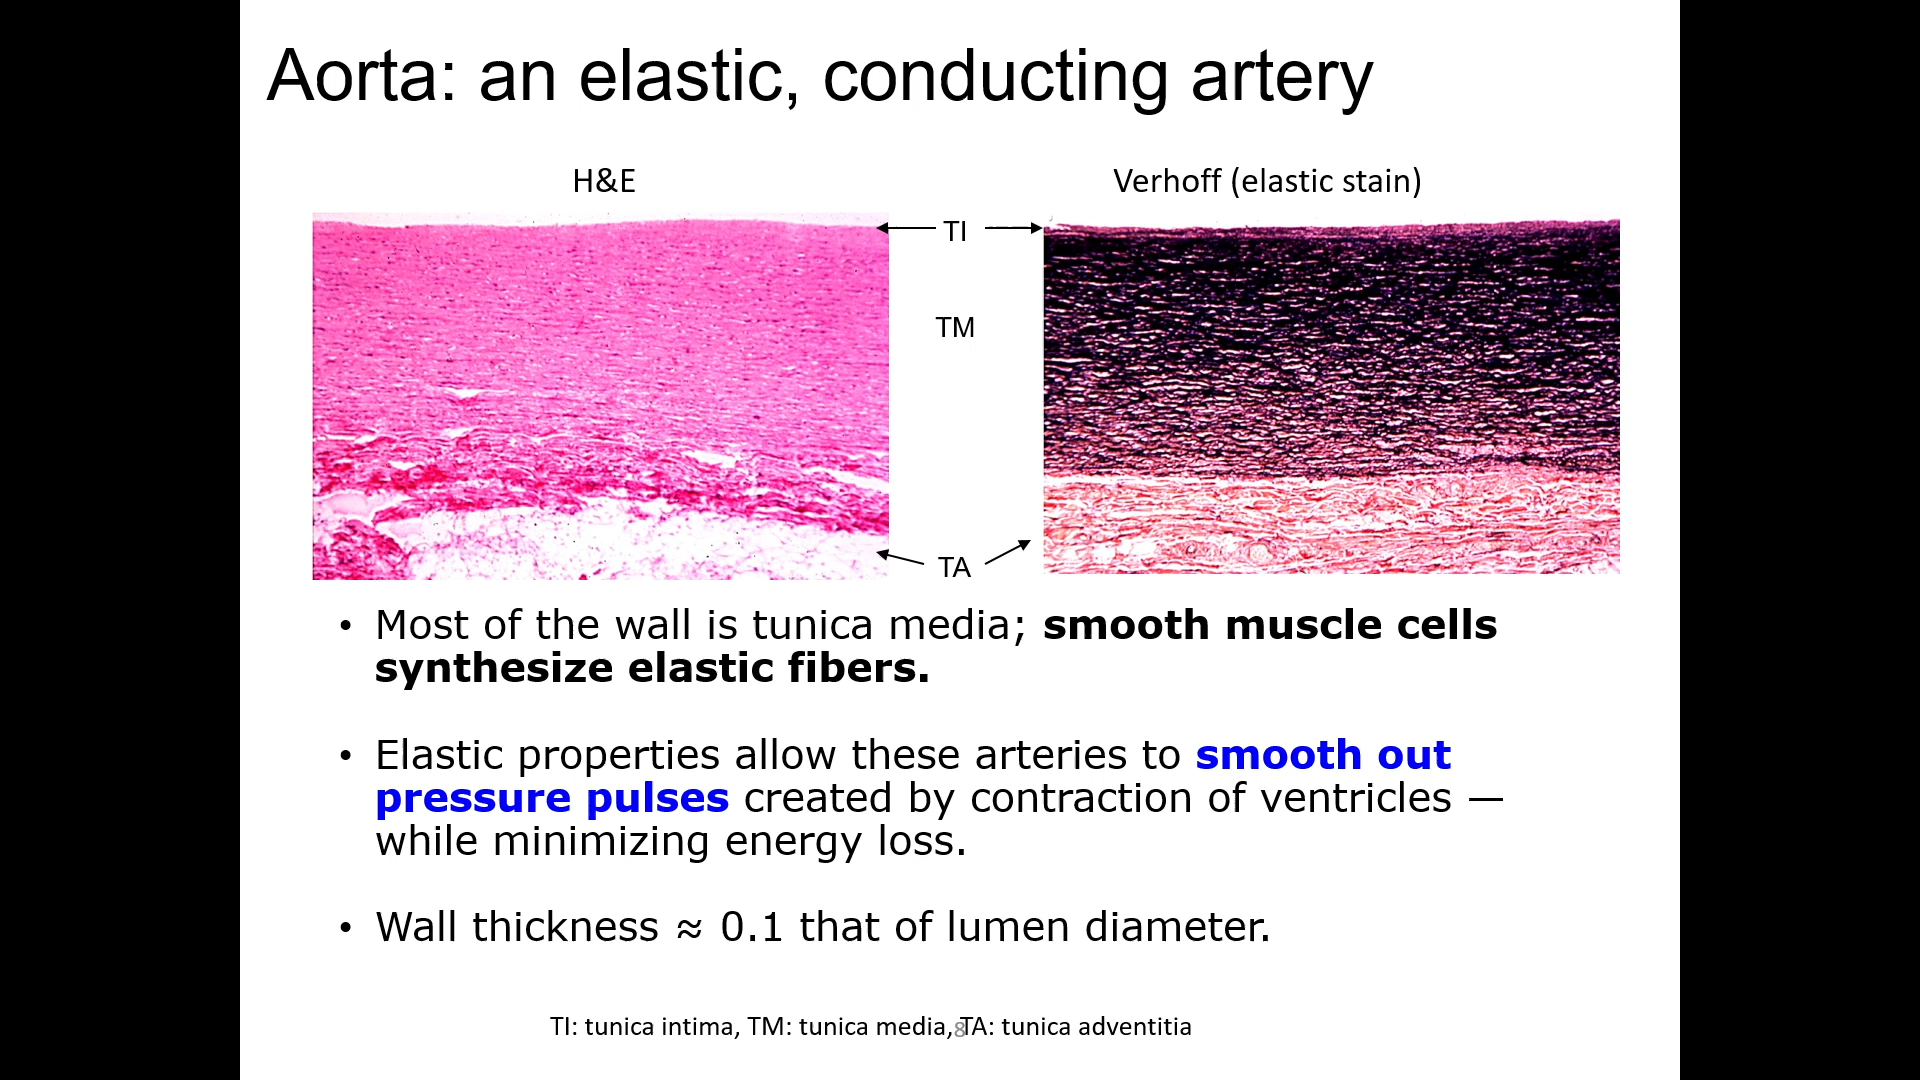 Aorta: an elastic, conducting artery
H&E
Verhoff (elastic stain)
TI
TM
TA
• Most of the wall is tunica media; smooth muscle cells
synthesize elastic fibers.
• Elastic properties allow these arteries to smooth out
pressure pulses created by contraction of ventricles —
while minimizing energy loss.
• Wall thickness ≈ 0.1 that of lumen diameter.
TI: tunica intima, TM: tunica media, TA: tunica adventitia
8